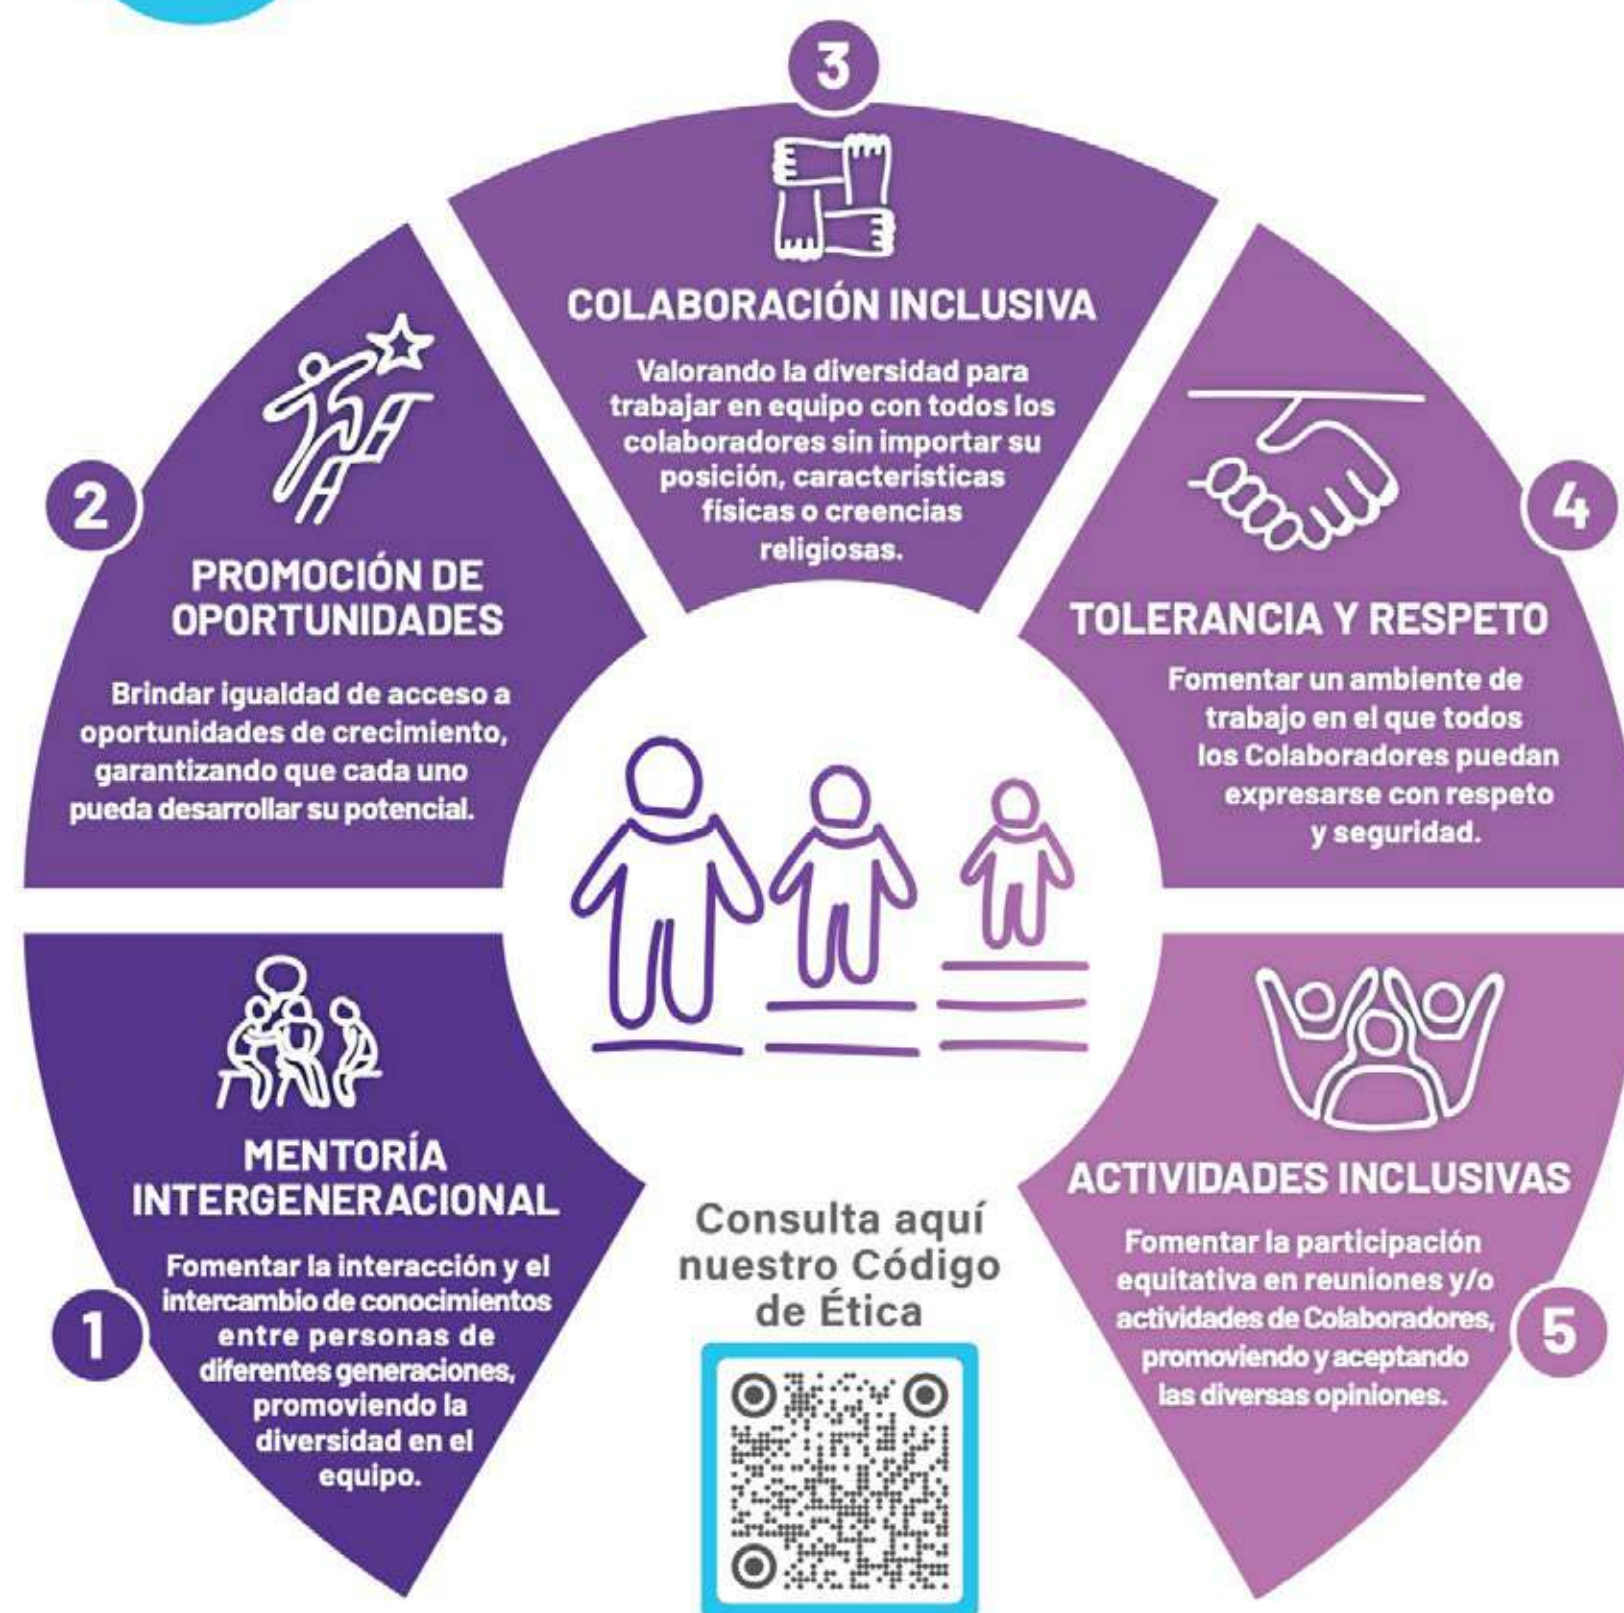 3
COLABORACIÓN INCLUSIVA
Valorando la diversidad para
trabajar en equipo con todos los
colaboradores sin importar su
posición, características
físicas o creencias
religiosas.
2
PROMOCIÓN DE
OPORTUNIDADES
Brindar igualdad de acceso a
oportunidades de crecimiento,
garantizando que cada uno
pueda desarrollar su potencial.
4
TOLERANCIA Y RESPETO
Fomentar un ambiente de
trabajo en el que todos
los Colaboradores puedan
expresarse con respeto
y seguridad.
MENTORÍA
INTERGENERACIONAL
Fomentar la interacción y el
intercambio de conocimientos
entre personas de
diferentes generaciones,
promoviendo la
diversidad en el
equipo.
1
Consulta aquí
nuestro Código
de Ética
ACTIVIDADES INCLUSIVAS
Fomentar la participación
equitativa en reuniones y/o
actividades de Colaboradores,
promoviendo y aceptando
las diversas opiniones.
5